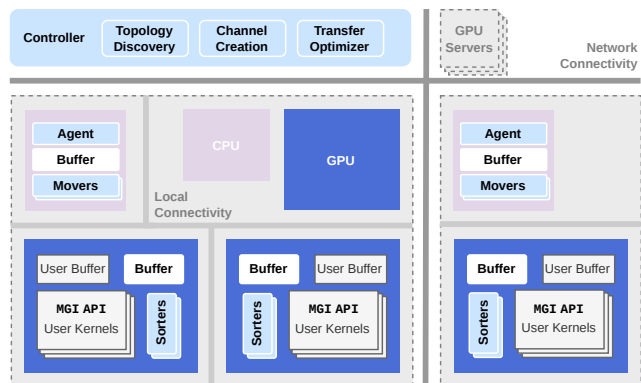 Controller
Topology
Discovery
Channel
Creation
Transfer
Optimizer
GPU
Servers
Network
Connectivity
Agent
Buffer
Movers
CPU
GPU
Local
Connectivity
Agent
Buffer
Movers
User Buffer
Buffer
MGI API
User Kernels
Sorters
Buffer
User Buffer
Sorters
MGI API
User Kernels
Buffer
User Buffer
Sorters
MGI API
User Kernels